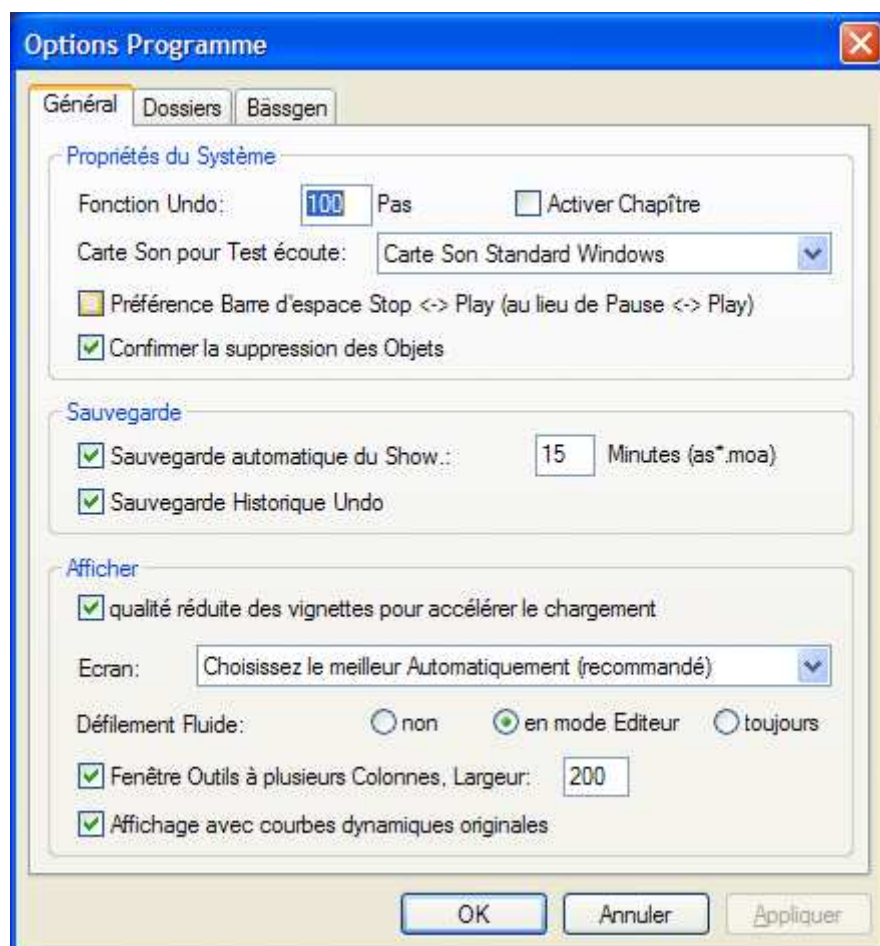 Options Programme
Général Dossiers Bässgen
Propriétés du Système
Fonction Undo: 100 Pas Activer Chapître
Carte Son pour Test écoute: Carte Son Standard Windows
Préférence Barre d'espace Stop <-> Play (au lieu de Pause <-> Play)
Confirmer la suppression des Objets
Sauvegarde
Sauvegarde automatique du Show.: 15 Minutes (as*.moa)
Sauvegarde Historique Undo
Afficher
qualité réduite des vignettes pour accélérer le chargement
Ecran: Choisissez le meilleur Automatiquement (recommandé)
Défilement Fluide: non en mode Editeur toujours
Fenêtre Outils à plusieurs Colonnes, Largeur: 200
Affichage avec courbes dynamiques originales
OK Annuler Appliquer